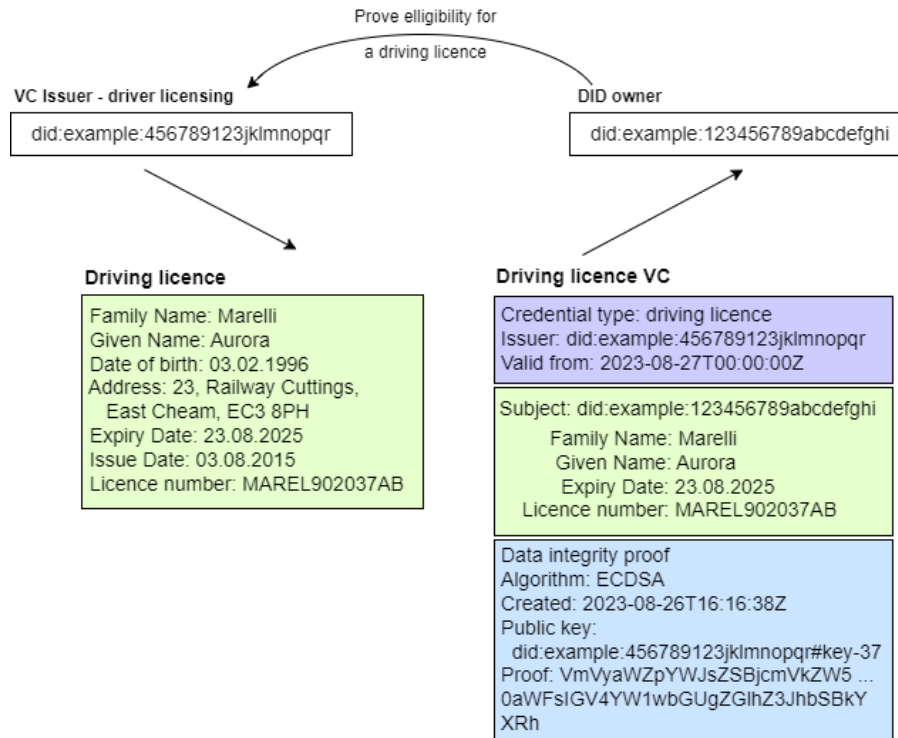 Prove elligibility for
a driving licence
VC Issuer - driver licensing
did:example:456789123jklmnopqr
DID owner
did:example:123456789abcdefghi
Driving licence
Family Name: Marelli
Given Name: Aurora
Date of birth: 03.02.1996
Address: 23, Railway Cuttings,
East Cheam, EC3 8PH
Expiry Date: 23.08.2025
Issue Date: 03.08.2015
Licence number: MAREL902037AB
Driving licence VC
Credential type: driving licence
Issuer: did:example:456789123jklmnopqr
Valid from: 2023-08-27T00:00:00Z
Subject: did:example:123456789abcdefghi
Family Name: Marelli
Given Name: Aurora
Expiry Date: 23.08.2025
Licence number: MAREL902037AB
Data integrity proof
Algorithm: ECDSA
Created: 2023-08-26T16:16:38Z
Public key:
did:example:456789123jklmnopqr#key-37
Proof: VmVyaWZpYWJsZSBjcmVkZW5 ...
0aWFsIGV4YW1wbGUgZGlhZ3JhbSBkY
XRh